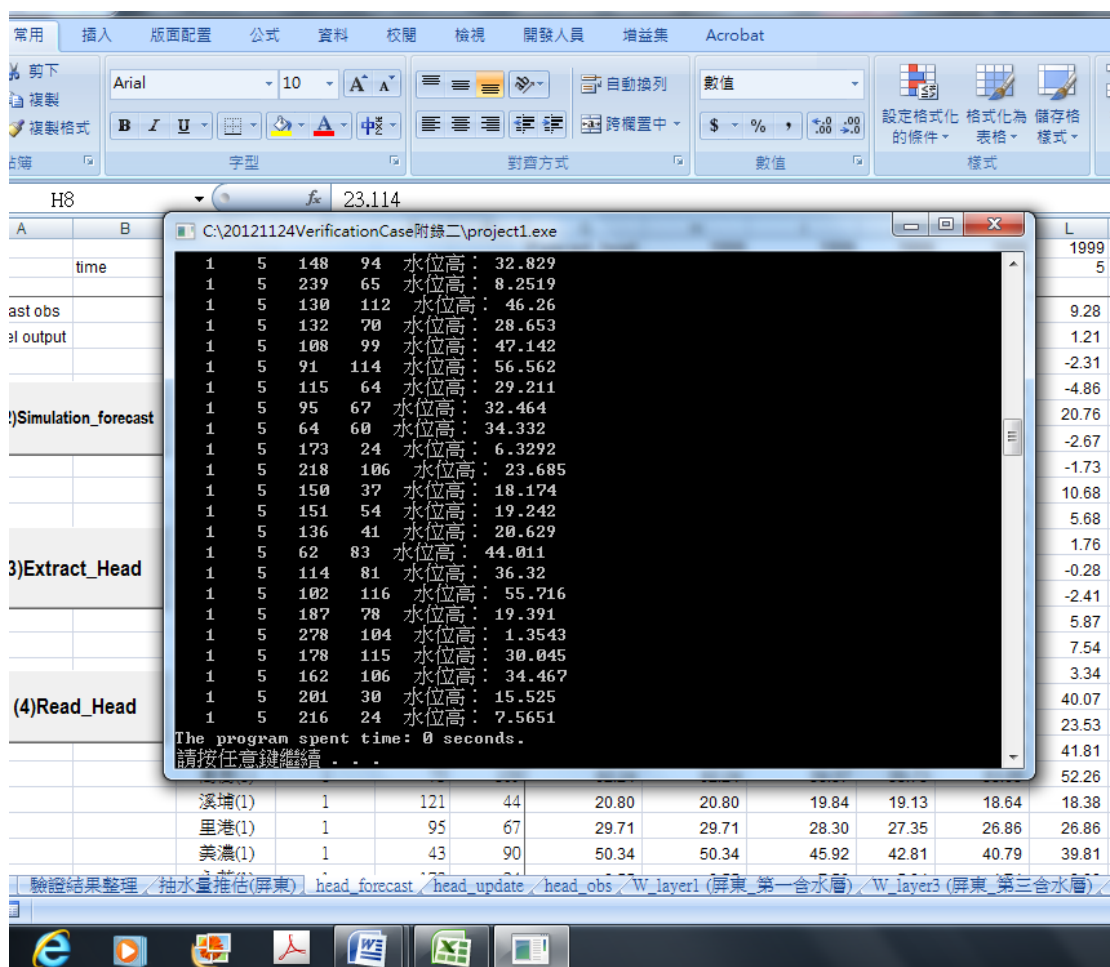 常用 插入 版面配置 公式 資料 校閱 檢視 開發人員 增益集 Acrobat
剪下 Arial 10 A A 自動換列 數值
複製
複製格式 B I U A 中 跨欄置中 $ % , .0 .00 .00 .0 設定格式化的條件 格式化為表格 儲存格樣式
字型 對齊方式 數值 樣式
H8 fx 23.114
A B L
C:\20121124VerificationCase附錄二\project1.exe
1999
time 5
1 5 148 94 水位高： 32.829
1 5 239 65 水位高： 8.2519
1 5 130 112 水位高： 46.26
1 5 132 70 水位高： 28.653
1 5 108 99 水位高： 47.142
1 5 91 114 水位高： 56.562
1 5 115 64 水位高： 29.211
1 5 95 67 水位高： 32.464
1 5 64 60 水位高： 34.332
1 5 173 24 水位高： 6.3292
1 5 218 106 水位高： 23.685
1 5 150 37 水位高： 18.174
1 5 151 54 水位高： 19.242
1 5 136 41 水位高： 20.629
1 5 62 83 水位高： 44.011
1 5 114 81 水位高： 36.32
1 5 102 116 水位高： 55.716
1 5 187 78 水位高： 19.391
1 5 278 104 水位高： 1.3543
1 5 178 115 水位高： 30.045
1 5 162 106 水位高： 34.467
1 5 201 30 水位高： 15.525
1 5 216 24 水位高： 7.5651
The program spent time: 0 seconds.
請按任意鍵繼續 . . .
ast obs
el output
)Simulation_forecast
3)Extract_Head
(4)Read_Head
9.28
1.21
-2.31
-4.86
20.76
-2.67
-1.73
10.68
5.68
1.76
-0.28
-2.41
5.87
7.54
3.34
40.07
23.53
41.81
52.26
溪埔(1) 1 121 44 20.80 20.80 19.84 19.13 18.64 18.38
里港(1) 1 95 67 29.71 29.71 28.30 27.35 26.86 26.86
美濃(1) 1 43 90 50.34 50.34 45.92 42.81 40.79 39.81
驗證結果整理 抽水量推估(屏東) head_forecast head_update head_obs W_layer1 (屏東_第一含水層) W_layer3 (屏東_第三含水層)